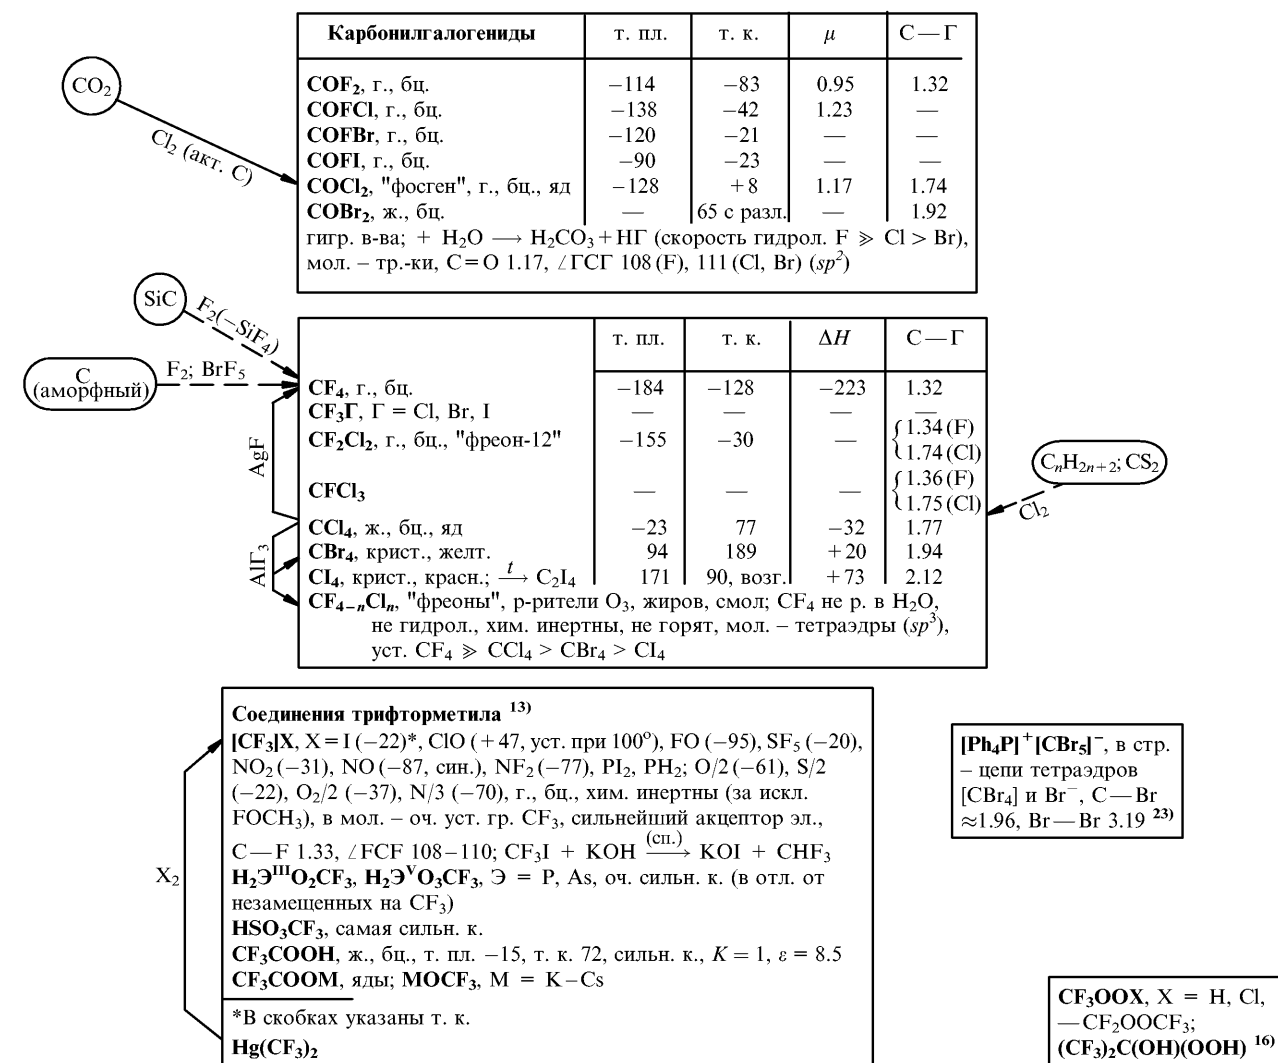 Карбонилгалогениды т. пл. т. к. μ С—Г
CO₂
COF₂, г., бц. −114 −83 0.95 1.32
COFCl, г., бц. −138 −42 1.23 —
COFBr, г., бц. −120 −21 — —
COFI, г., бц. −90 −23 — —
Cl₂ (акт. C)
COCl₂, "фосген", г., бц., яд −128 +8 1.17 1.74
COBr₂, ж., бц. — 65 с разл. — 1.92
гигр. в-ва; + H₂O ⟶ H₂CO₃ + HГ (скорость гидрол. F ⩾ Cl > Br),
мол. – тр.-ки, C=O 1.17, ∠ГСГ 108 (F), 111 (Cl, Br) (sp²)
SiC
F₂(−SiF₄)
т. пл. т. к. ΔH С—Г
C
(аморфный)
F₂; BrF₅
CF₄, г., бц. −184 −128 −223 1.32
CF₃Г, Г = Cl, Br, I — — — —
CF₂Cl₂, г., бц., "фреон-12" −155 −30 — {1.34 (F)
1.74 (Cl)
AgF
CFCl₃ — — — {1.36 (F)
1.75 (Cl)
CₙH₂ₙ₊₂; CS₂
Cl₂
CCl₄, ж., бц., яд −23 77 −32 1.77
CBr₄, крист., желт. 94 189 +20 1.94
AlГ₃
CI₄, крист., красн.; t⟶ C₂I₄ 171 90, возг. +73 2.12
CF₄₋ₙClₙ, "фреоны", р-рители O₃, жиров, смол; CF₄ не р. в H₂O,
не гидрол., хим. инертны, не горят, мол. – тетраэдры (sp³),
уст. CF₄ ⩾ CCl₄ > CBr₄ > CI₄
Соединения трифторметила ¹³⁾
[CF₃]X, X = I (−22)*, ClO (+47, уст. при 100°), FO (−95), SF₅ (−20),
NO₂ (−31), NO (−87, син.), NF₂ (−77), PI₂, PH₂; O/2 (−61), S/2
(−22), O₂/2 (−37), N/3 (−70), г., бц., хим. инертны (за искл.
FOCH₃), в мол. – оч. уст. гр. CF₃, сильнейший акцептор эл.,
C—F 1.33, ∠FCF 108–110; CF₃I + KOH (сп.)⟶ KOI + CHF₃
X₂
H₂ЭᴵᴵᴵO₂CF₃, H₂ЭⱽO₃CF₃, Э = P, As, оч. сильн. к. (в отл. от
незамещенных на CF₃)
HSO₃CF₃, самая сильн. к.
CF₃COOH, ж., бц., т. пл. −15, т. к. 72, сильн. к., K = 1, ε = 8.5
CF₃COOM, яды; MOCF₃, M = K–Cs
*В скобках указаны т. к.
Hg(CF₃)₂
[Ph₄P]⁺[CBr₅]⁻, в стр.
– цепи тетраэдров
[CBr₄] и Br⁻, C—Br
≈1.96, Br—Br 3.19 ²³⁾
CF₃OOX, X = H, Cl,
—CF₂OOCF₃;
(CF₃)₂C(OH)(OOH) ¹⁶⁾